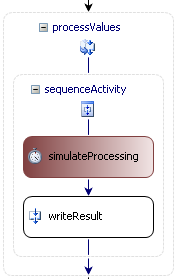 processValues
sequenceActivity
simulateProcessing
writeResult